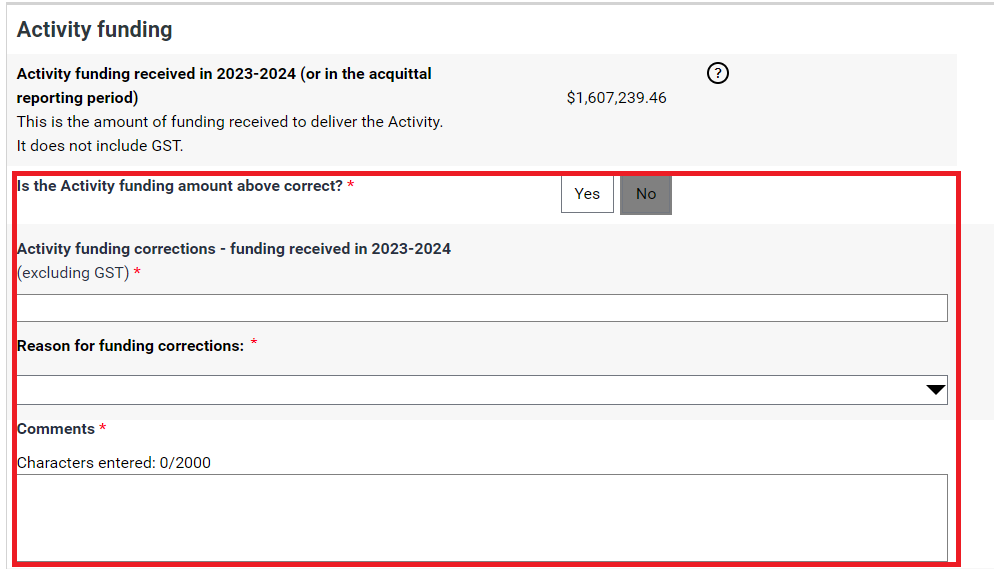 Activity funding
Activity funding received in 2023-2024 (or in the acquittal
reporting period)
$1,607,239.46
?
This is the amount of funding received to deliver the Activity.
It does not include GST.
Is the Activity funding amount above correct? *
Yes
No
Activity funding corrections - funding received in 2023-2024
(excluding GST) *
Reason for funding corrections: *
Comments *
Characters entered: 0/2000